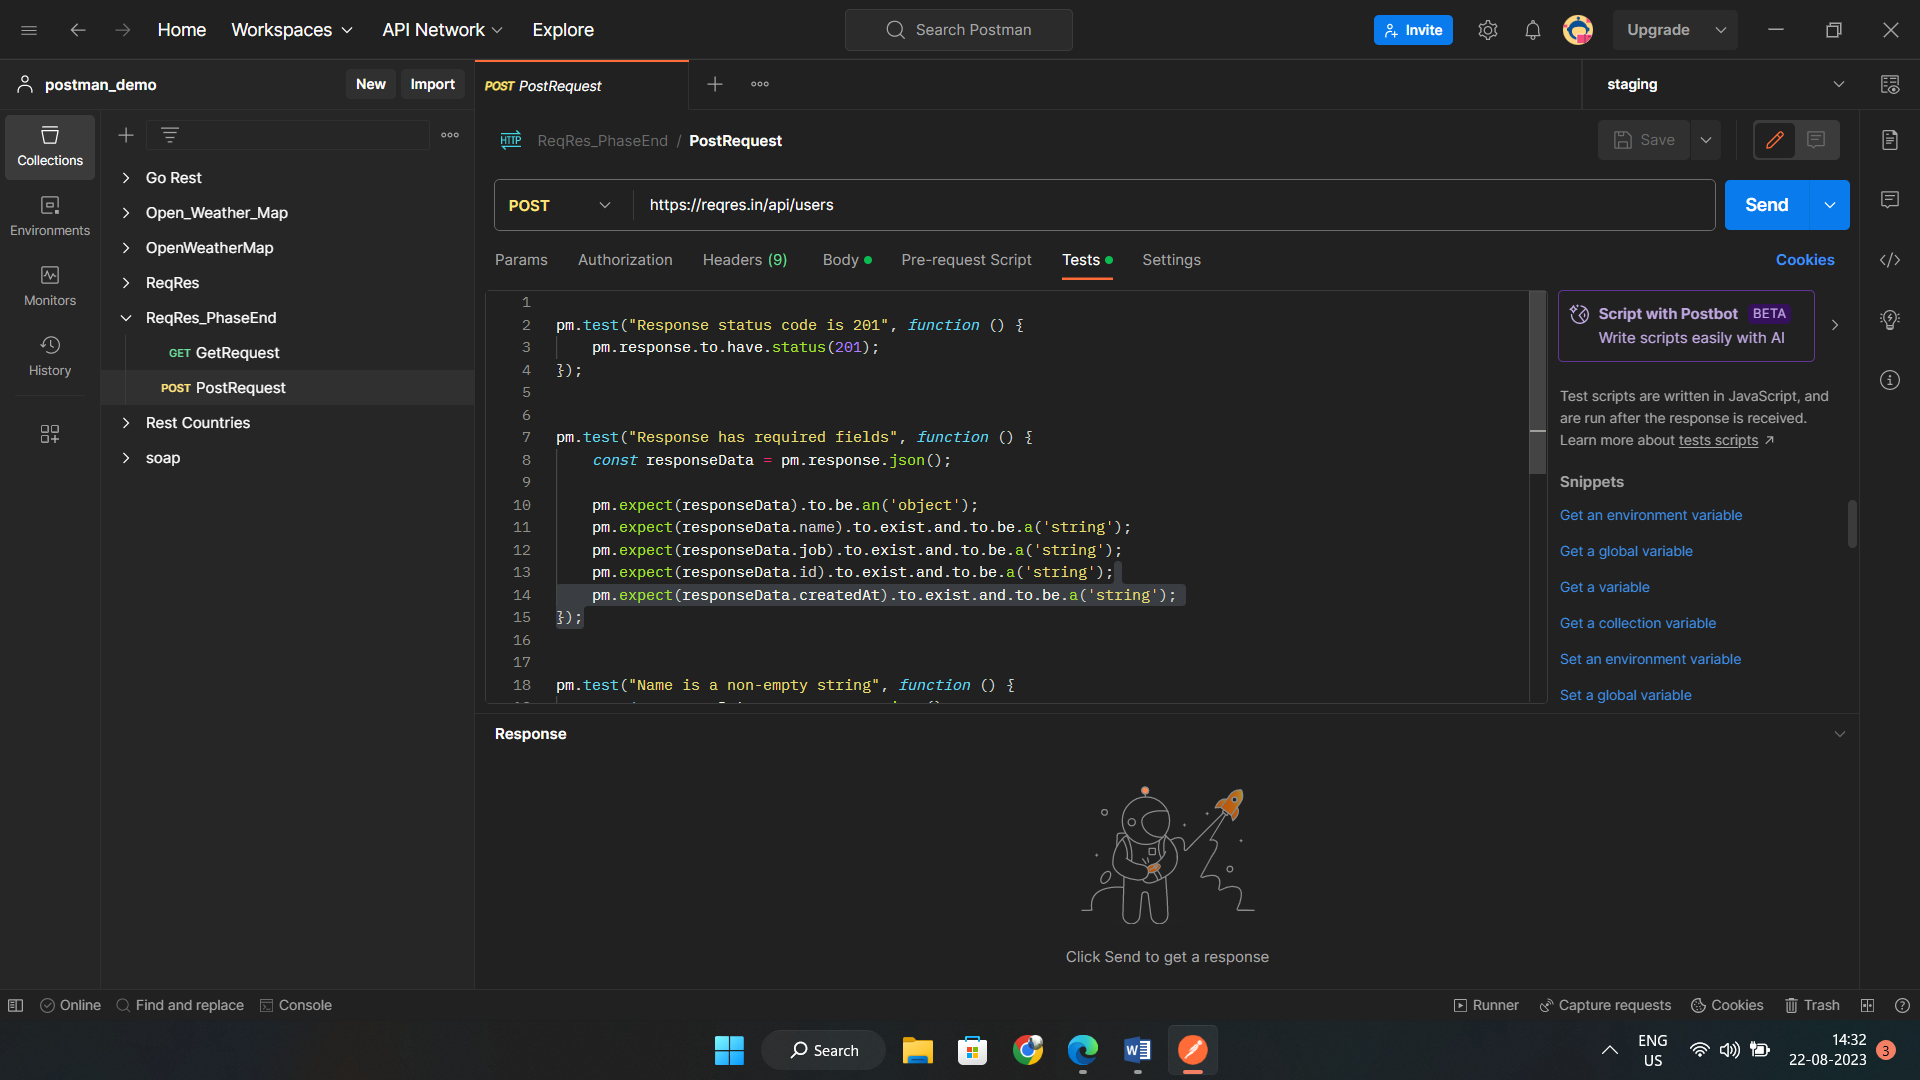 Home
Workspaces
API Network
Explore
Search Postman
Invite
Upgrade
postman_demo
New
Import
POST PostRequest
staging
Collections
Environments
Monitors
History
Go Rest
Open_Weather_Map
OpenWeatherMap
ReqRes
ReqRes_PhaseEnd
GET GetRequest
POST PostRequest
Rest Countries
soap
HTTP
ReqRes_PhaseEnd / PostRequest
Save
POST
https://reqres.in/api/users
Send
Params
Authorization
Headers (9)
Body
Pre-request Script
Tests
Settings
Cookies
1
2 pm.test("Response status code is 201", function () {
3 pm.response.to.have.status(201);
4 });
5
6
7 pm.test("Response has required fields", function () {
8 const responseData = pm.response.json();
9
10 pm.expect(responseData).to.be.an('object');
11 pm.expect(responseData.name).to.exist.and.to.be.a('string');
12 pm.expect(responseData.job).to.exist.and.to.be.a('string');
13 pm.expect(responseData.id).to.exist.and.to.be.a('string');
14 pm.expect(responseData.createdAt).to.exist.and.to.be.a('string');
15 });
16
17
18 pm.test("Name is a non-empty string", function () {
Script with Postbot BETA
Write scripts easily with AI
Test scripts are written in JavaScript, and
are run after the response is received.
Learn more about tests scripts
Snippets
Get an environment variable
Get a global variable
Get a variable
Get a collection variable
Set an environment variable
Set a global variable
Response
Click Send to get a response
Online
Find and replace
Console
Runner
Capture requests
Cookies
Trash
Search
ENG
US
14:32
22-08-2023
3